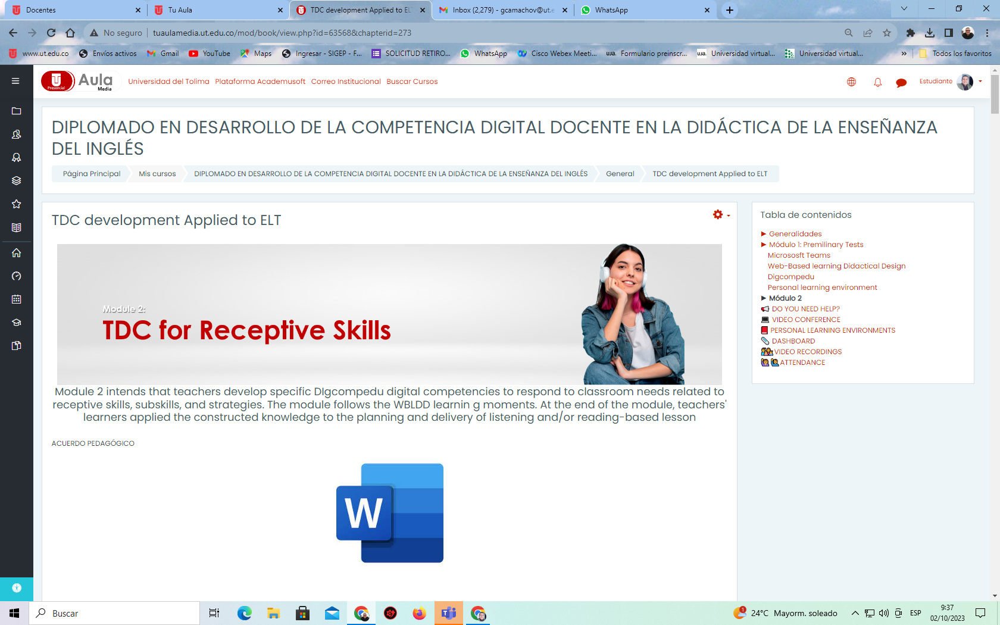 Docentes
Tu Aula
TDC development Applied to EL
Inbox (2,279) - gcamachov@ut.e
WhatsApp
No seguro
tuaulamedia.ut.edu.co/mod/book/view.php?id=63568&chapterid=273
www.ut.edu.co
Envíos activos
Gmail
YouTube
Maps
Ingresar - SIGEP - F...
SOLICITUD RETIRO...
WhatsApp
Cisco Webex Meeti...
Formulario preinscr...
Universidad virtual...
Universidad virtual...
»
Todos los favoritos
Presencial
Aula
Media
Universidad del Tolima
Plataforma Academusoft
Correo Institucional
Buscar Cursos
Estudiante
DIPLOMADO EN DESARROLLO DE LA COMPETENCIA DIGITAL DOCENTE EN LA DIDÁCTICA DE LA ENSEÑANZA
DEL INGLÉS
Página Principal
Mis cursos
DIPLOMADO EN DESARROLLO DE LA COMPETENCIA DIGITAL DOCENTE EN LA DIDÁCTICA DE LA ENSEÑANZA DEL INGLÉS
General
TDC development Applied to ELT
TDC development Applied to ELT
Module 2:
TDC for Receptive Skills
Module 2 intends that teachers develop specific DIgcompedu digital competencies to respond to classroom needs related to
receptive skills, subskills, and strategies. The module follows the WBLDD learnin g moments. At the end of the module, teachers'
learners applied the constructed knowledge to the planning and delivery of listening and/or reading-based lesson
ACUERDO PEDAGÓGICO
W
Tabla de contenidos
► Generalidades
► Módulo 1: Premilinary Tests
Micrososft Teams
Web-Based learning Didactical Design
Digcompedu
Personal learning environment
► Módulo 2
DO YOU NEED HELP?
VIDEO CONFERENCE
PERSONAL LEARNING ENVIRONMENTS
DASHBOARD
VIDEO RECORDINGS
ATTENDANCE
Buscar
1
24°C Mayorm. soleado
ESP
9:37
02/10/2023